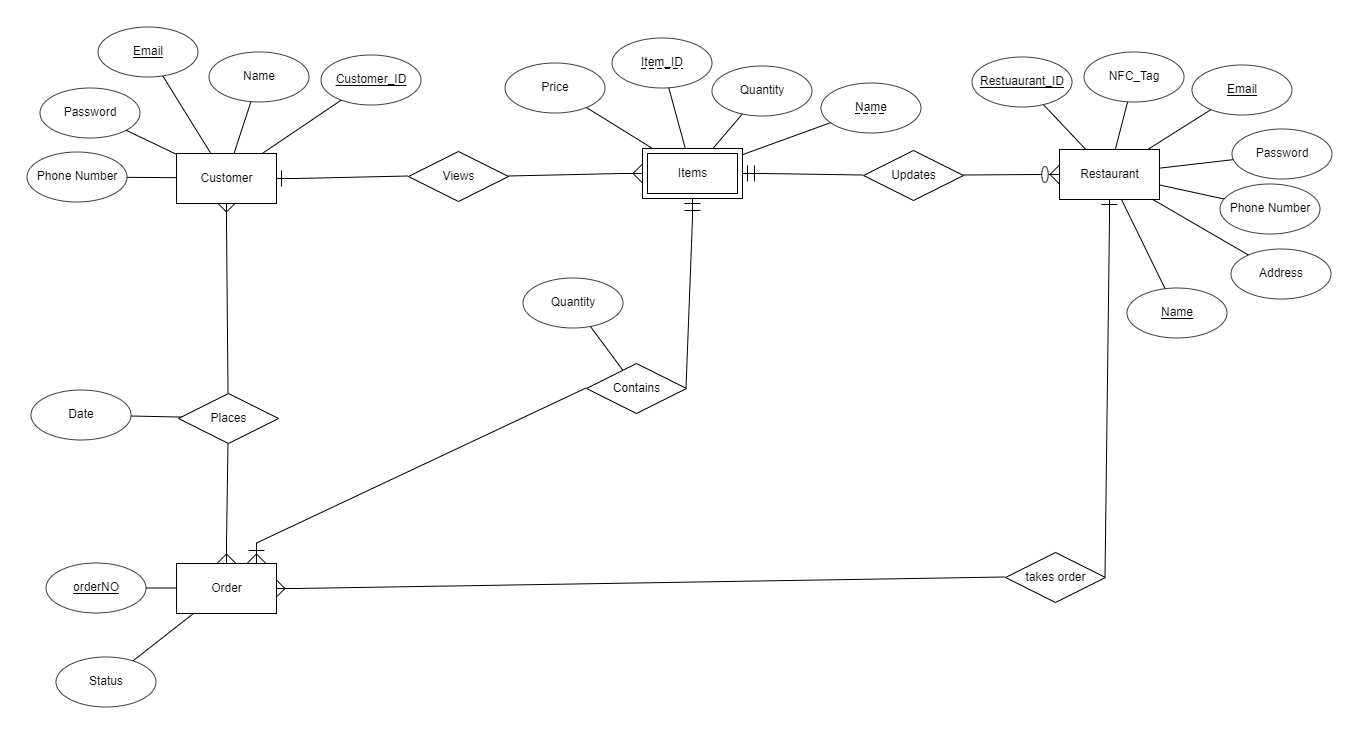 Email
Name
Customer_ID
Password
Phone Number
Customer
Views
Price
Item_ID
Quantity
Name
Items
Updates
Restuaurant_ID
NFC_Tag
Email
Password
Phone Number
Address
Name
Restaurant
Quantity
Contains
Date
Places
orderNO
Order
Status
takes order